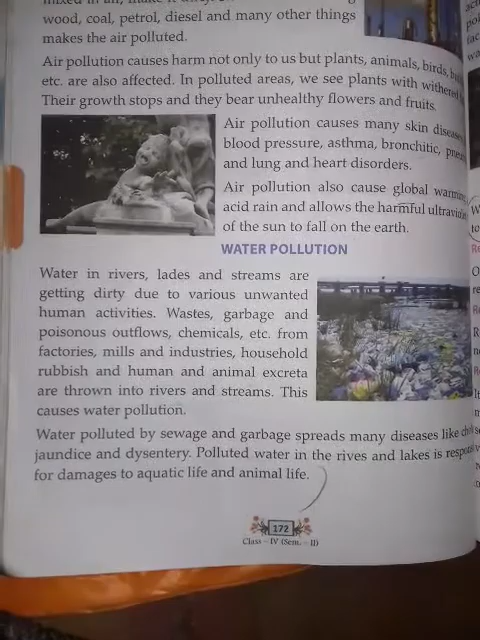 wood, coal, petrol, diesel and many other things
makes the air polluted.
Air pollution causes harm not only to us but plants, animals, birds,
etc. are also affected. In polluted areas, we see plants with withered
Their growth stops and they bear unhealthy flowers and fruits.
Air pollution causes many skin diseases
blood pressure, asthma, bronchitic,
and lung and heart disorders.
Air pollution also cause global warming
acid rain and allows the harmful
of the sun to fall on the earth.
WATER POLLUTION
Water in rivers, lades and streams are
getting dirty due to various unwanted
human activities. Wastes, garbage and
poisonous outflows, chemicals, etc. from
factories, mills and industries, household
rubbish and human and animal excreta
are thrown into rivers and streams. This
causes water pollution.
Water polluted by sewage and garbage spreads many diseases like
jaundice and dysentery. Polluted water in the rives and lakes is
for damages to aquatic life and animal life.
172
Class - IV (Sem. - II)